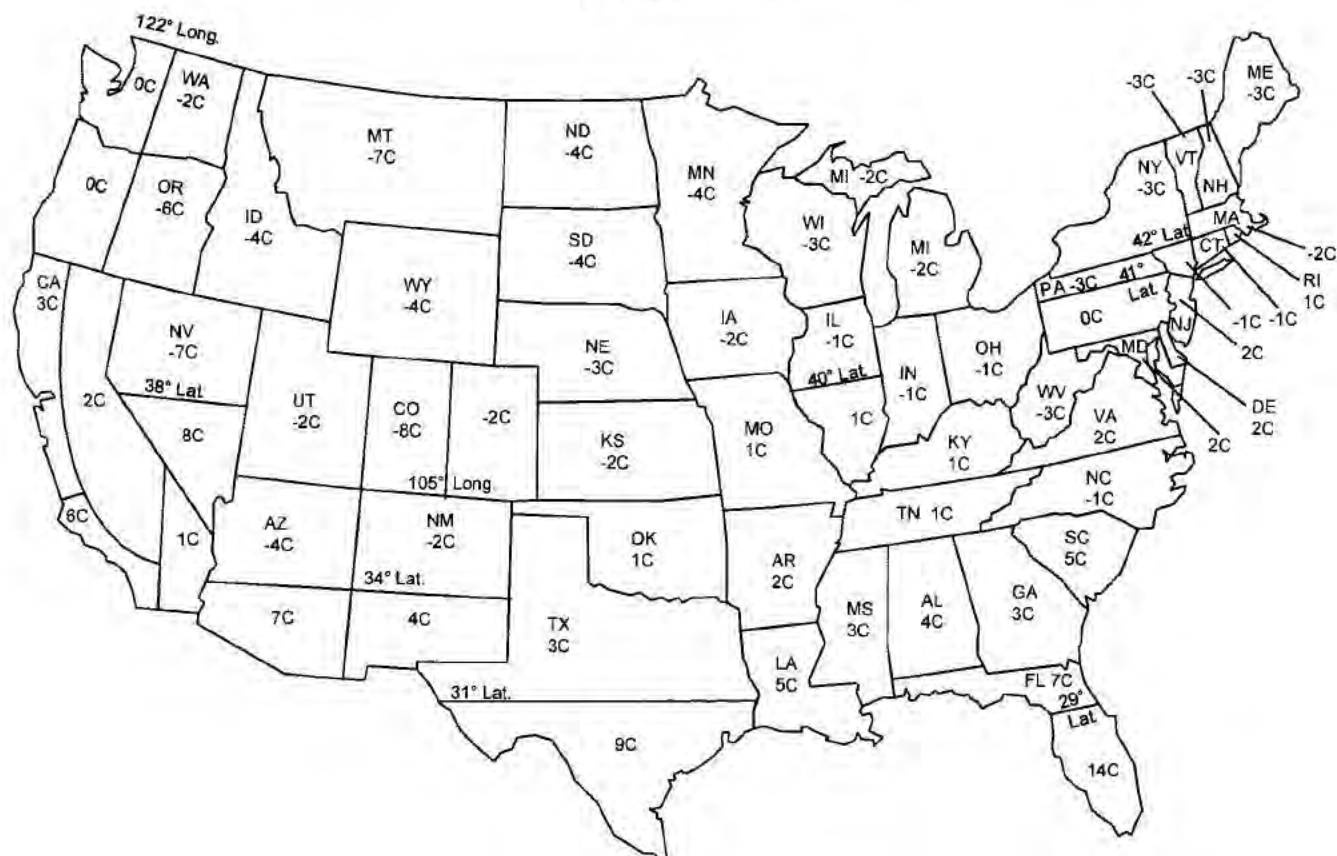 122° Long.
0C
WA
-2C
0C
OR
-6C
ID
-4C
MT
-7C
ND
-4C
MN
-4C
SD
-4C
WY
-4C
WI
-3C
MI -2C
MI
-2C
NY
-3C
-3C
-3C
VT
NH
ME
-3C
MA
CT
-2C
RI
1C
-1C
-1C
42° Lat
41°
Lat.
PA -3C
0C
NJ
2C
MD
DE
2C
2C
CA
3C
2C
6C
1C
NV
-7C
38° Lat
8C
UT
-2C
CO
-8C
-2C
105° Long.
NE
-3C
KS
-2C
IA
-2C
IL
-1C
40° Lat
1C
IN
-1C
OH
-1C
WV
-3C
VA
2C
KY
1C
MO
1C
AZ
-4C
7C
NM
-2C
34° Lat.
4C
OK
1C
TX
3C
31° Lat.
9C
AR
2C
LA
5C
TN 1C
NC
-1C
SC
5C
MS
3C
AL
4C
GA
3C
FL 7C
29°
Lat
14C